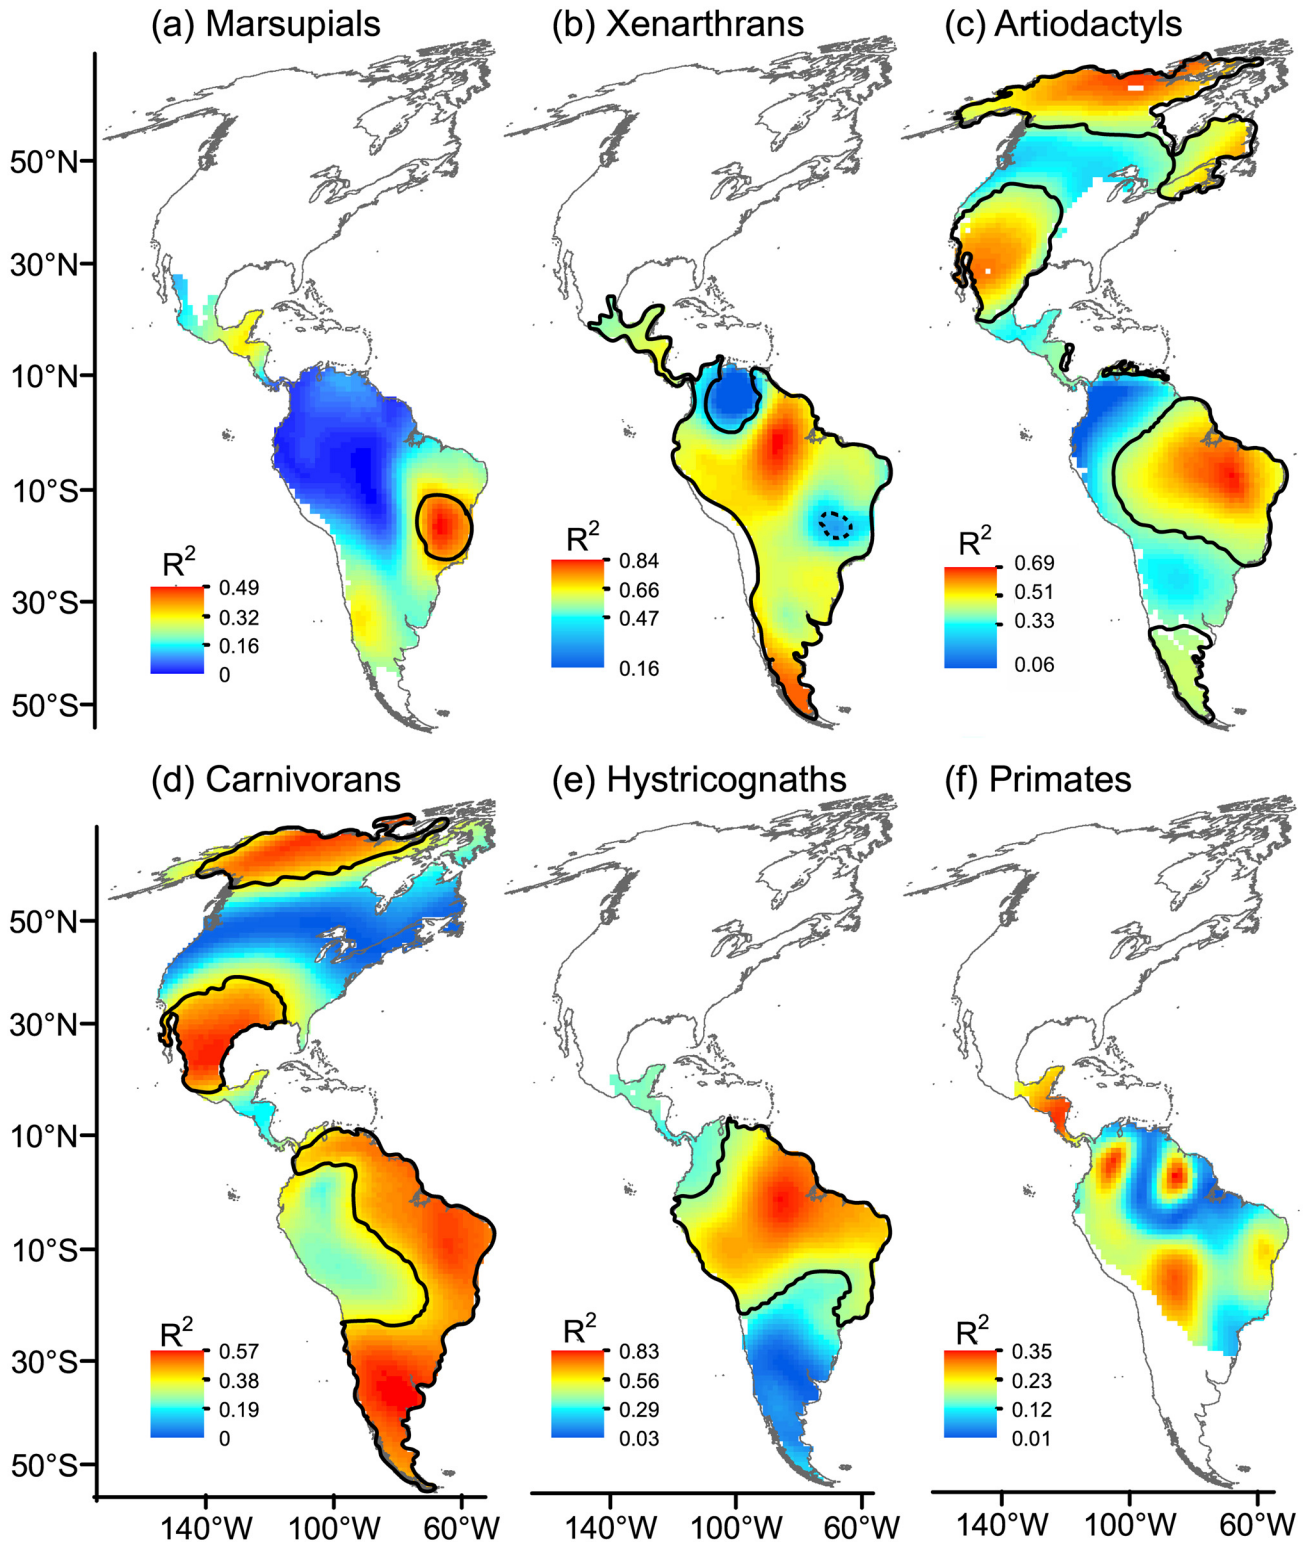 (a) Marsupials
(b) Xenarthrans
(c) Artiodactyls
50°N
30°N
10°N
10°S
30°S
50°S
R²
0.49
0.32
0.16
0
R²
0.84
0.66
0.47
0.16
R²
0.69
0.51
0.33
0.06
(d) Carnivorans
(e) Hystricognaths
(f) Primates
50°N
30°N
10°N
10°S
30°S
50°S
R²
0.57
0.38
0.19
0
R²
0.83
0.56
0.29
0.03
R²
0.35
0.23
0.12
0.01
140°W 100°W 60°W
140°W 100°W 60°W
140°W 100°W 60°W